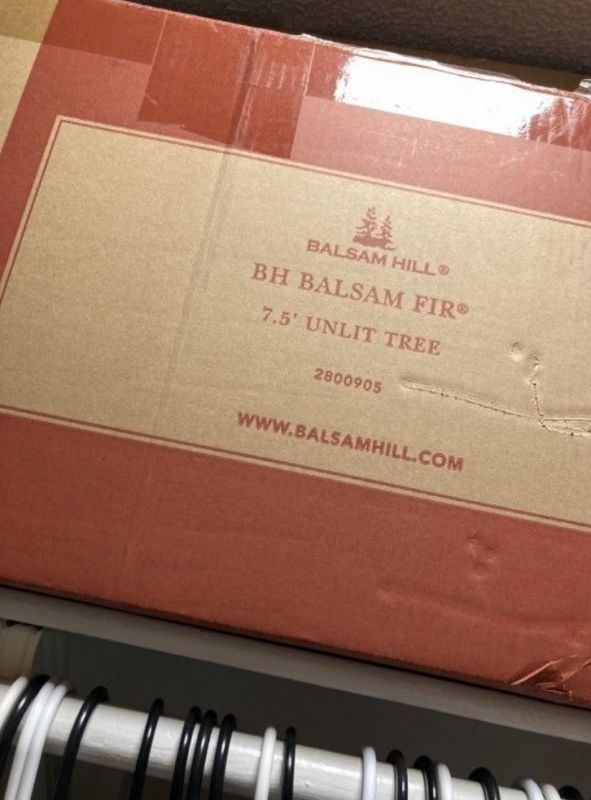 BALSAM HILL®
BH BALSAM FIR®
7.5' UNLIT TREE
2800905
WWW.BALSAMHILL.COM